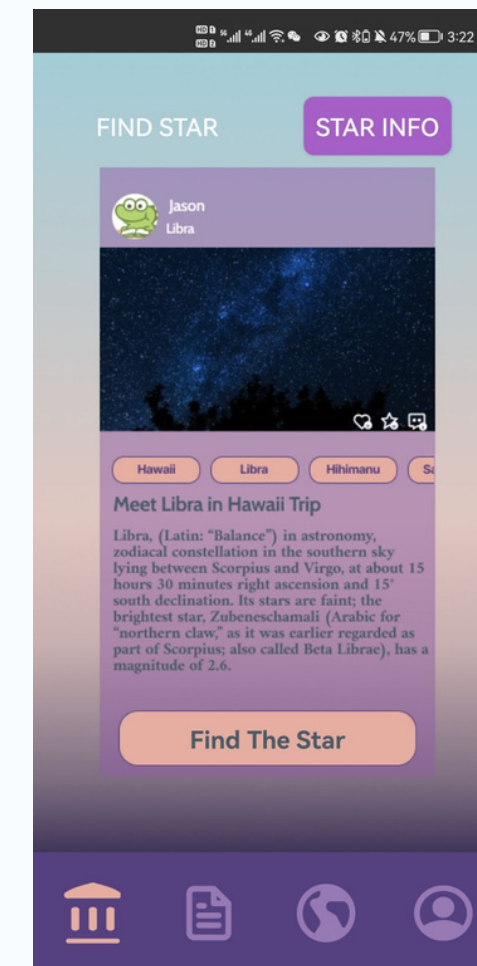 47% 3:22
FIND STAR
STAR INFO
Jason
Libra
Hawaii
Libra
Hihimanu
Meet Libra in Hawaii Trip
Libra, (Latin: “Balance”) in astronomy,
zodiacal constellation in the southern sky
lying between Scorpius and Virgo, at about 15
hours 30 minutes right ascension and 15°
south declination. Its stars are faint; the
brightest star, Zubeneschamali (Arabic for
“northern claw,” as it was earlier regarded as
part of Scorpius; also called Beta Librae), has a
magnitude of 2.6.
Find The Star